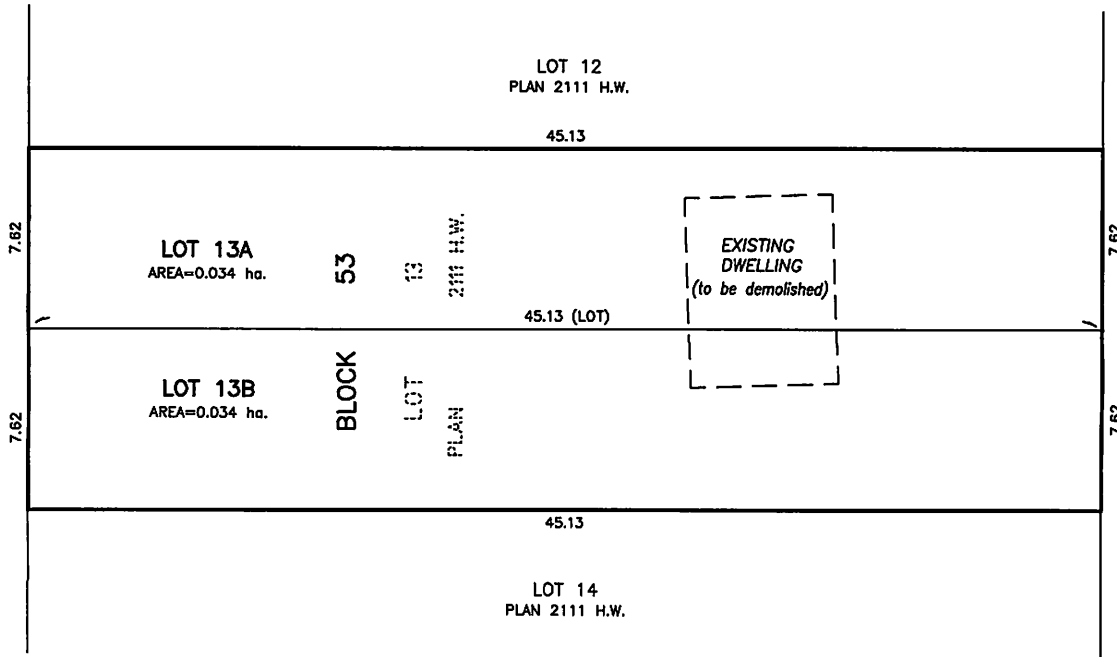 LOT 12
PLAN 2111 H.W.
45.13
7.62
7.62
LOT 13A
AREA=0.034 ha.
EXISTING
DWELLING
(to be demolished)
45.13 (LOT)
BLOCK 53
LOT 13
PLAN 2111 H.W.
LOT 13B
AREA=0.034 ha.
7.62
7.62
45.13
LOT 14
PLAN 2111 H.W.